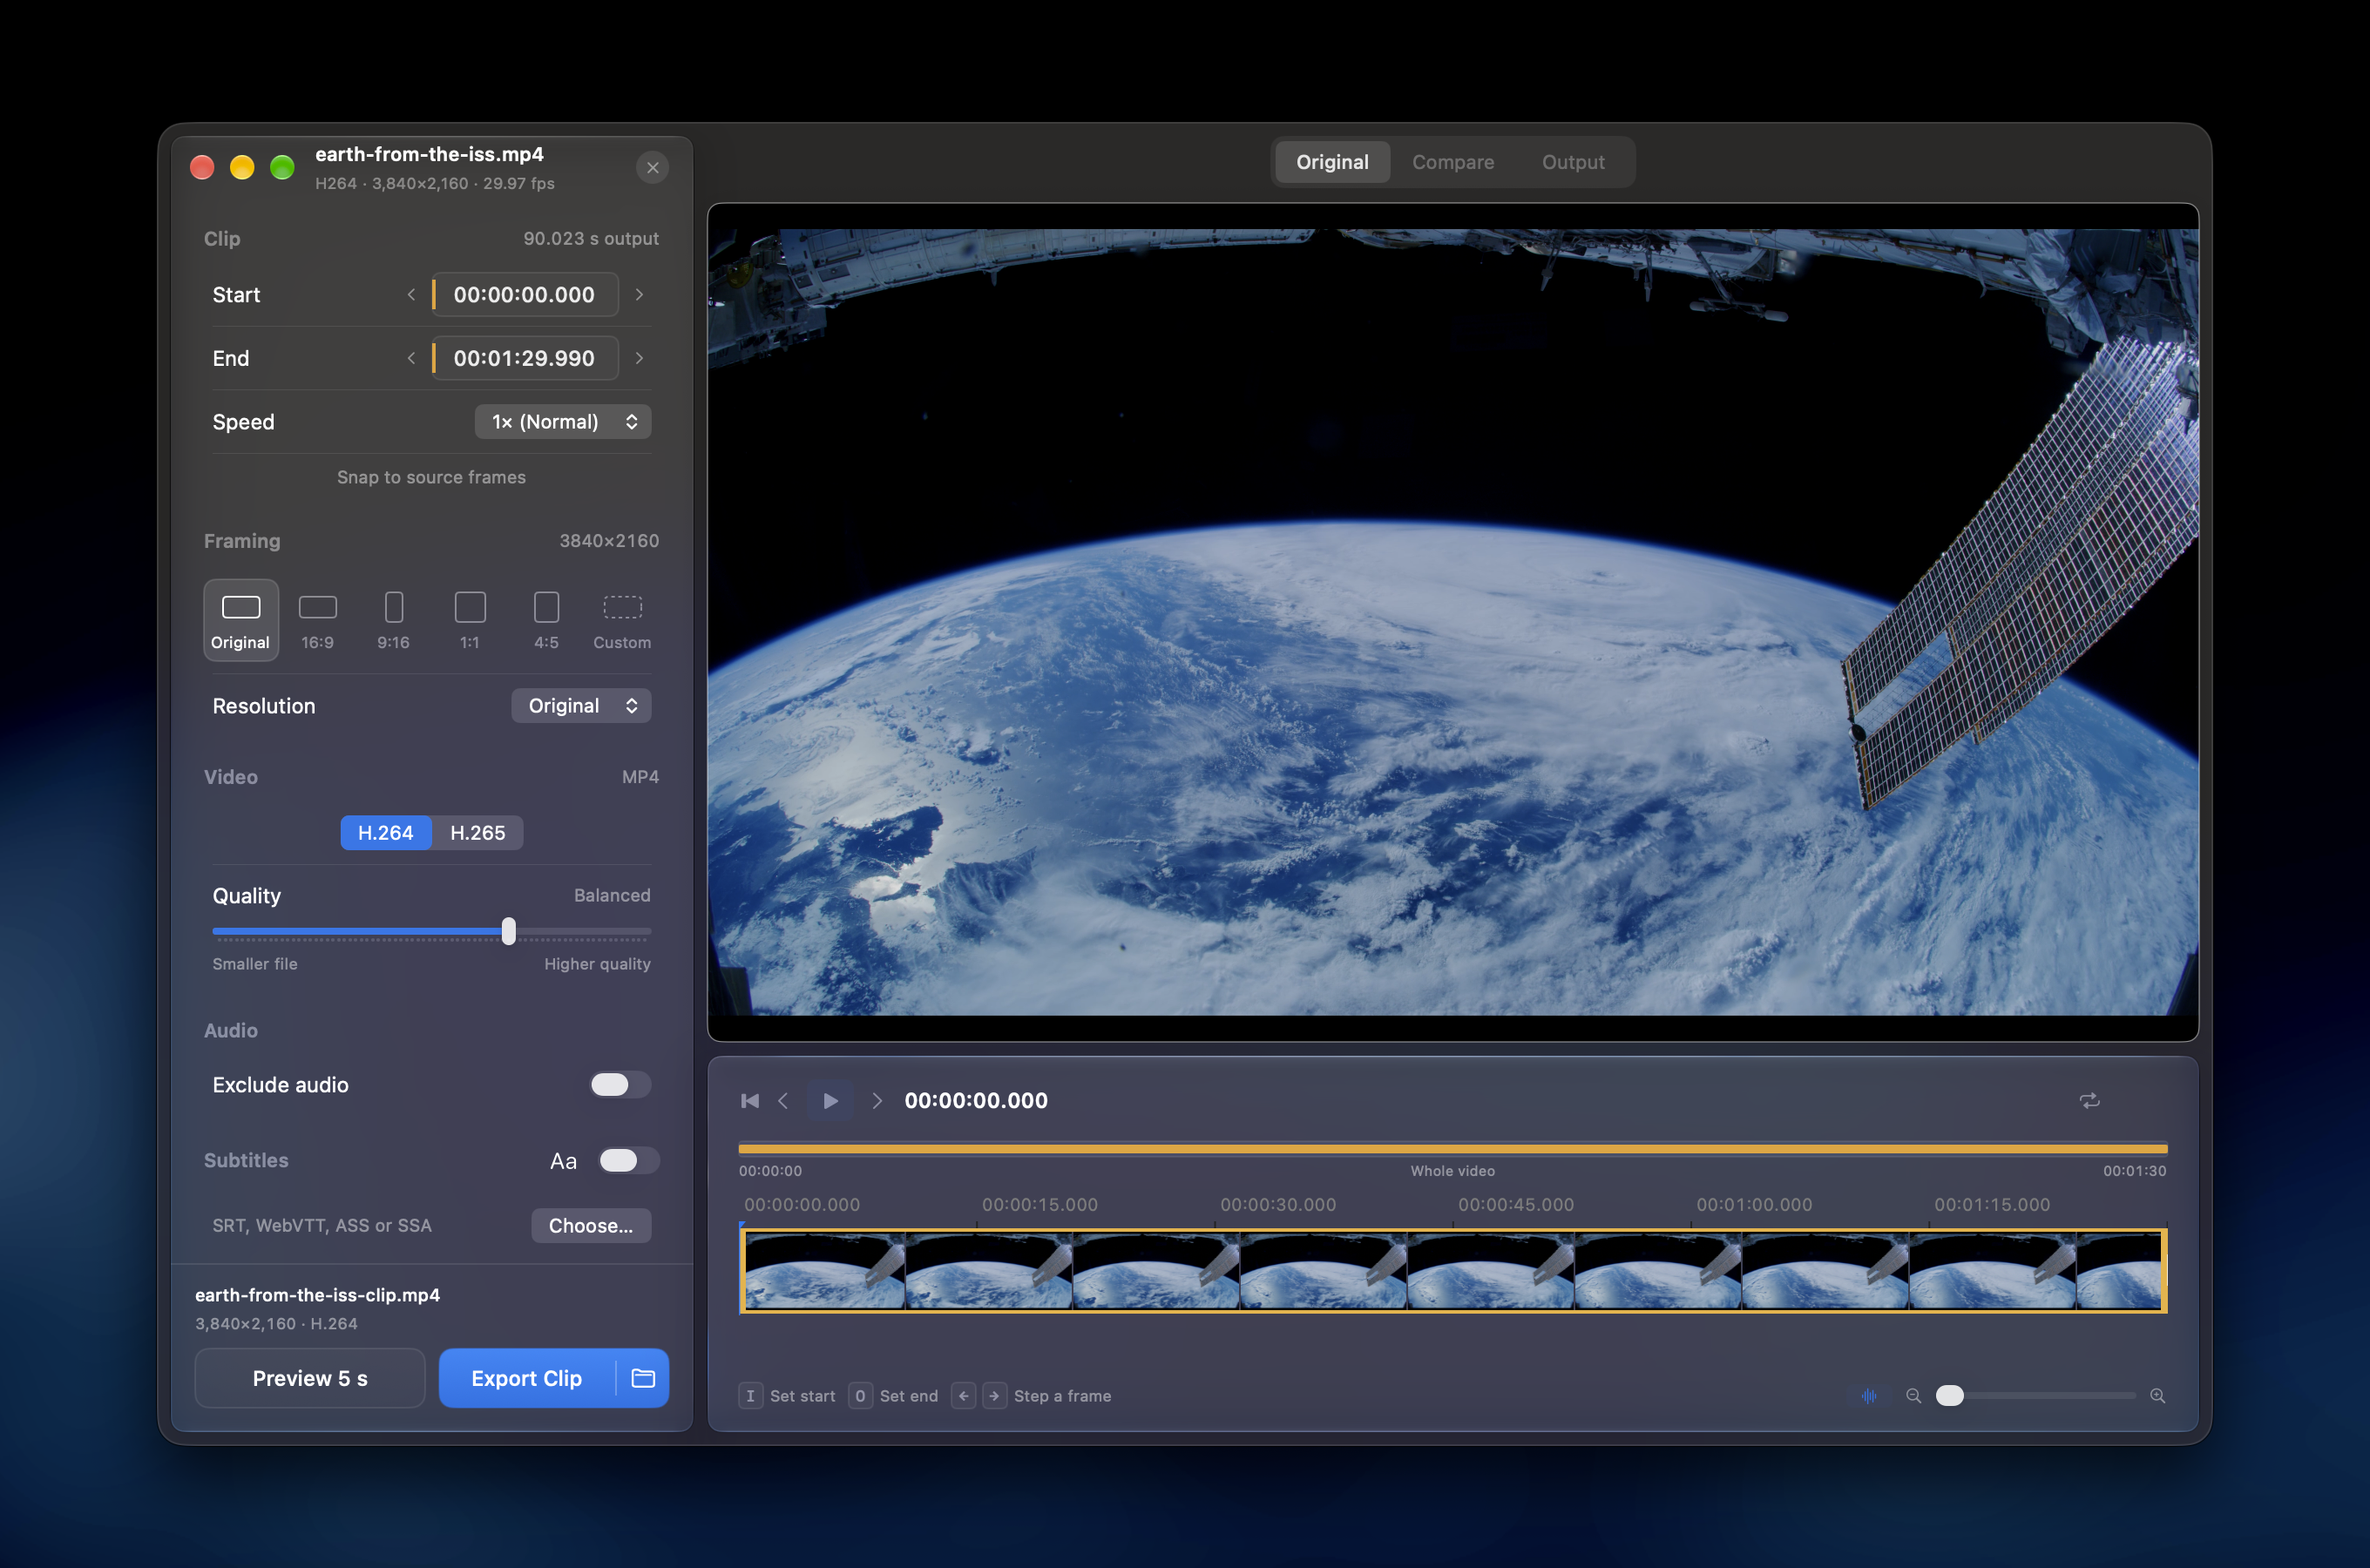 earth-from-the-iss.mp4
H264 · 3,840×2,160 · 29.97 fps
Clip 90.023 s output
Start 00:00:00.000
End 00:01:29.990
Speed 1× (Normal)
Snap to source frames
Framing 3840×2160
Original 16:9 9:16 1:1 4:5 Custom
Resolution Original
Video MP4
H.264 H.265
Quality Balanced
Smaller file Higher quality
Audio
Exclude audio
Subtitles Aa
SRT, WebVTT, ASS or SSA Choose...
earth-from-the-iss-clip.mp4
3,840×2,160 · H.264
Preview 5 s Export Clip
Original Compare Output
00:00:00.000
00:00:00 Whole video 00:01:30
00:00:00.000 00:00:15.000 00:00:30.000 00:00:45.000 00:01:00.000 00:01:15.000
I Set start O Set end ← → Step a frame